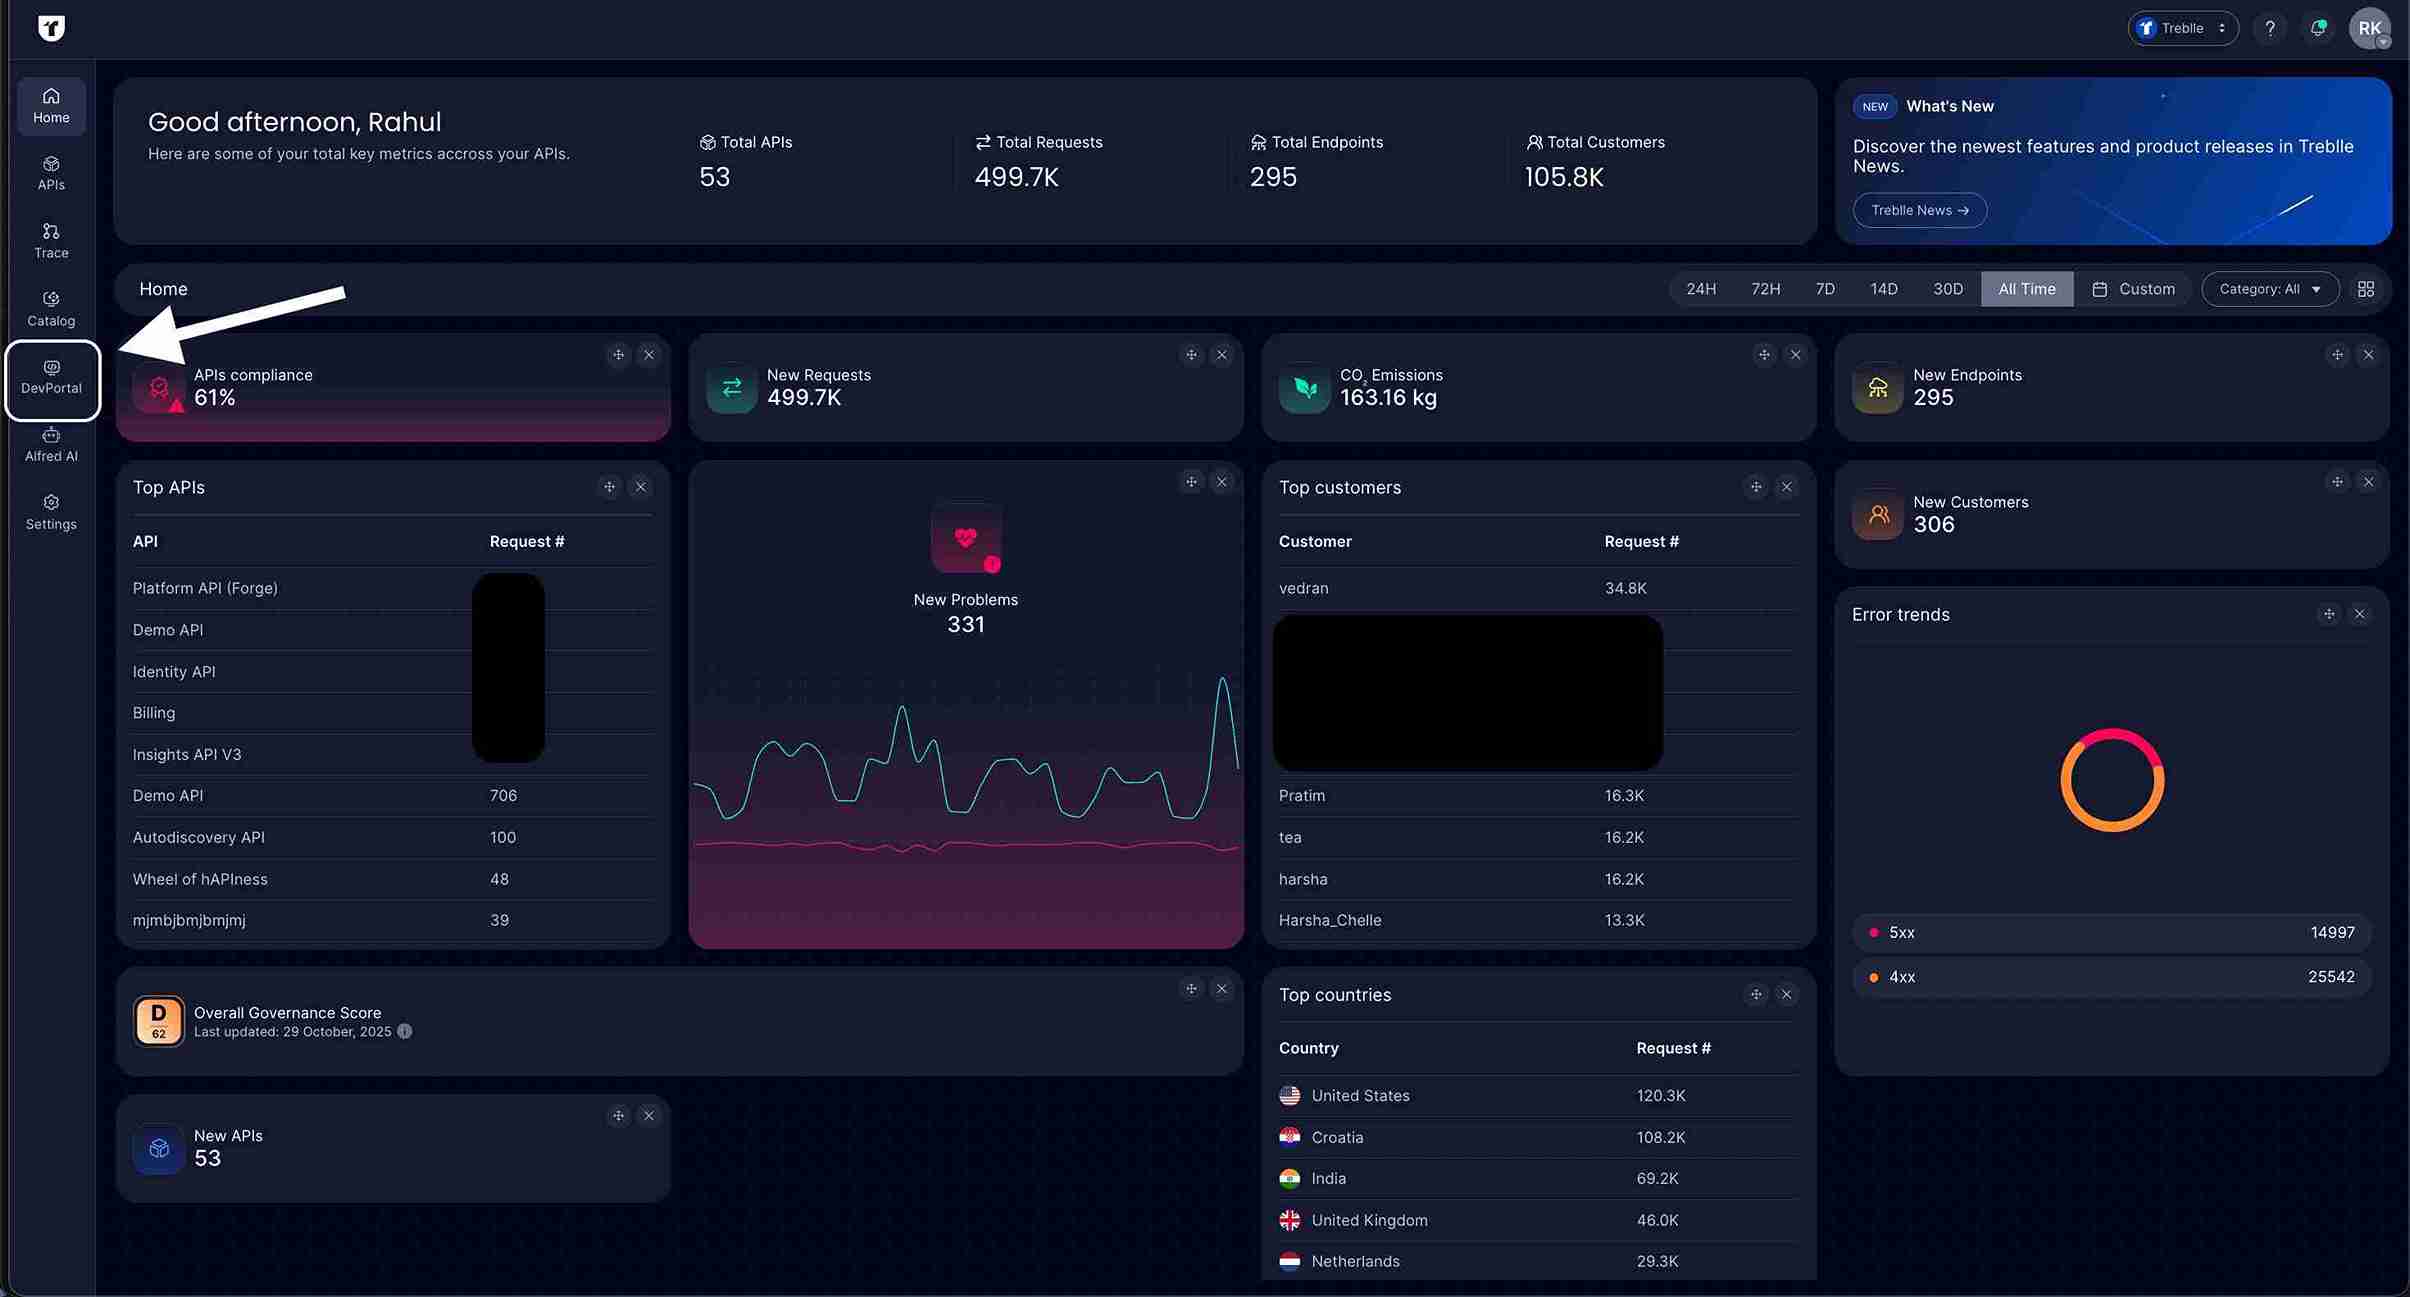 Treblle
?
RK
Home
APIs
Trace
Catalog
DevPortal
Alfred AI
Settings
Good afternoon, Rahul
Here are some of your total key metrics accross your APIs.
Total APIs
53
Total Requests
499.7K
Total Endpoints
295
Total Customers
105.8K
NEW What's New
Discover the newest features and product releases in Treblle
News.
Treblle News →
Home
24H 72H 7D 14D 30D All Time Custom Category: All
APIs compliance
61%
New Requests
499.7K
CO2 Emissions
163.16 kg
New Endpoints
295
Top APIs
API Request #
Platform API (Forge)
Demo API
Identity API
Billing
Insights API V3
Demo API 706
Autodiscovery API 100
Wheel of hAPIness 48
mjmbjbmjbmjmj 39
New Problems
331
Top customers
Customer Request #
vedran 34.8K
Pratim 16.3K
tea 16.2K
harsha 16.2K
Harsha_Chelle 13.3K
New Customers
306
Error trends
5xx 14997
4xx 25542
D
62
Overall Governance Score
Last updated: 29 October, 2025
New APIs
53
Top countries
Country Request #
United States 120.3K
Croatia 108.2K
India 69.2K
United Kingdom 46.0K
Netherlands 29.3K